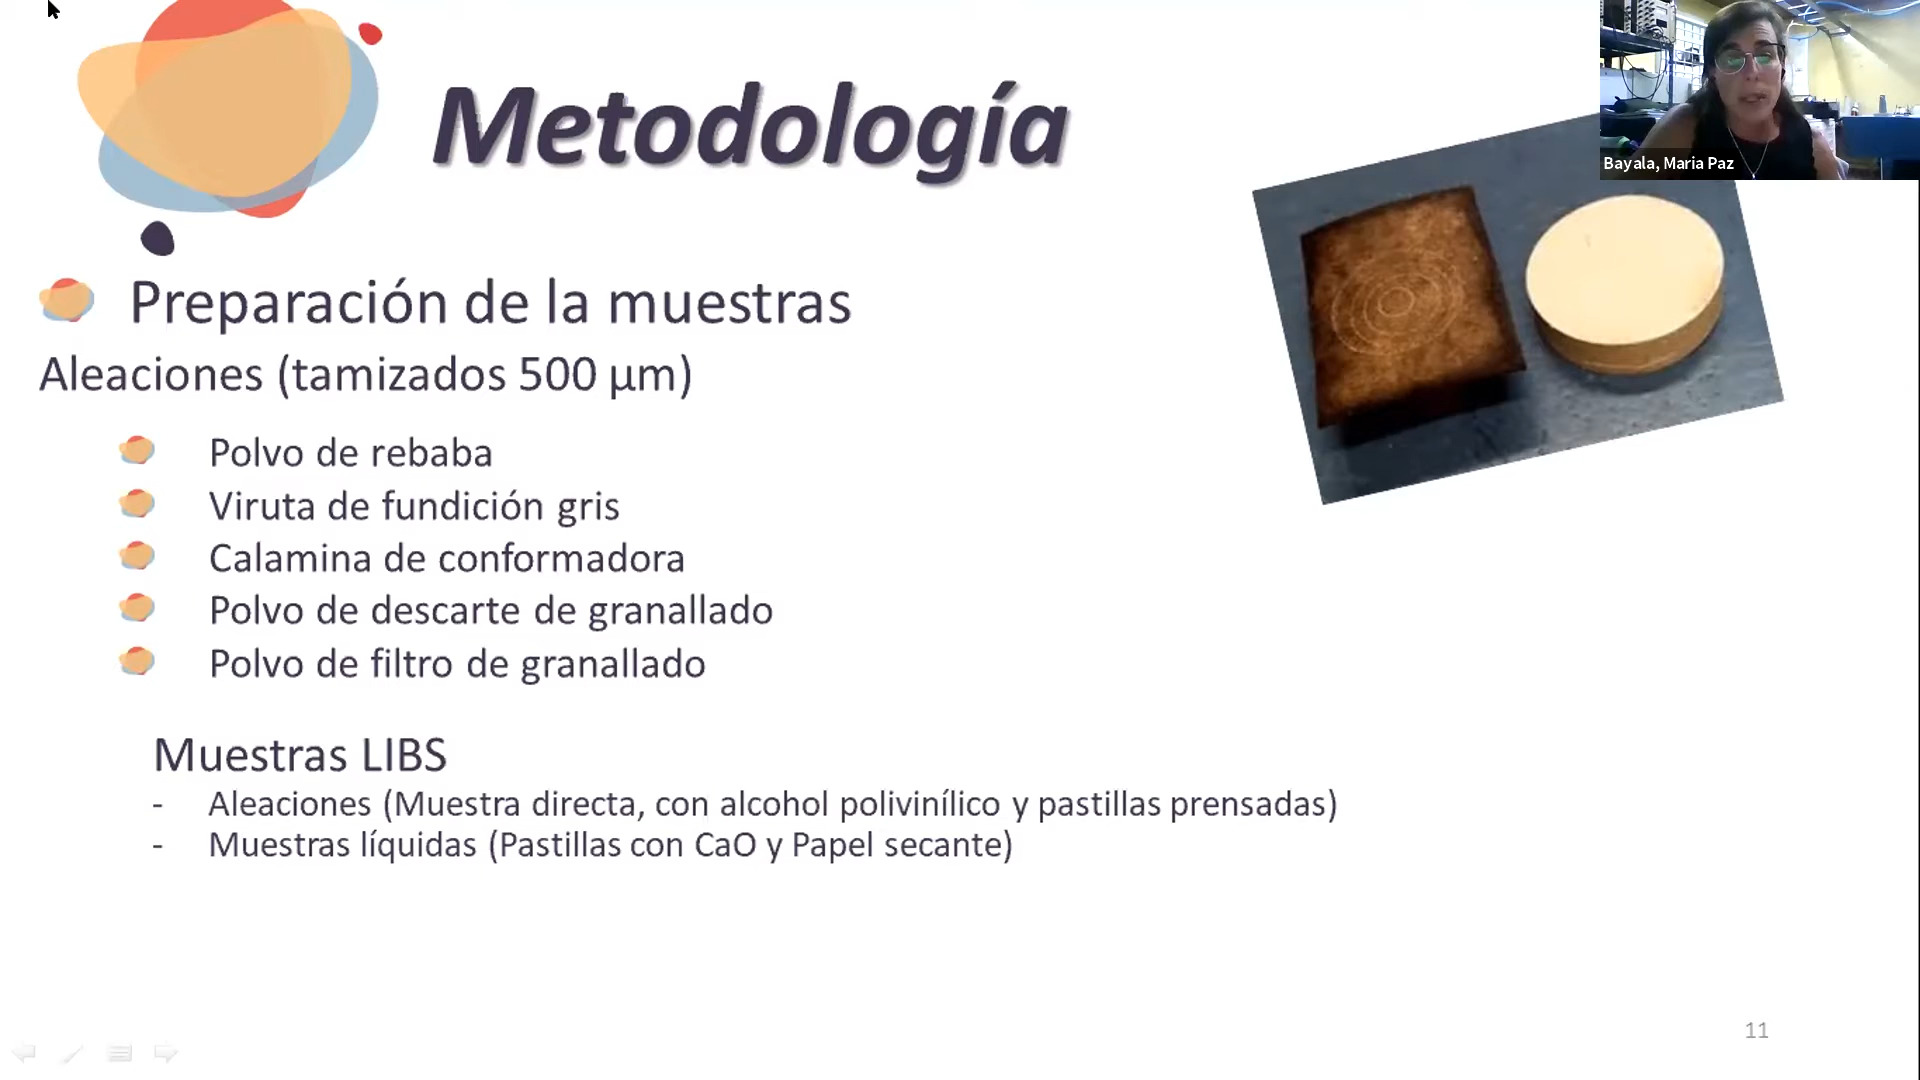 Metodología
Bayala, Maria Paz
Preparación de la muestras
Aleaciones (tamizados 500 µm)
Polvo de rebaba
Viruta de fundición gris
Calamina de conformadora
Polvo de descarte de granallado
Polvo de filtro de granallado
Muestras LIBS
- Aleaciones (Muestra directa, con alcohol polivinílico y pastillas prensadas)
- Muestras líquidas (Pastillas con CaO y Papel secante)
11